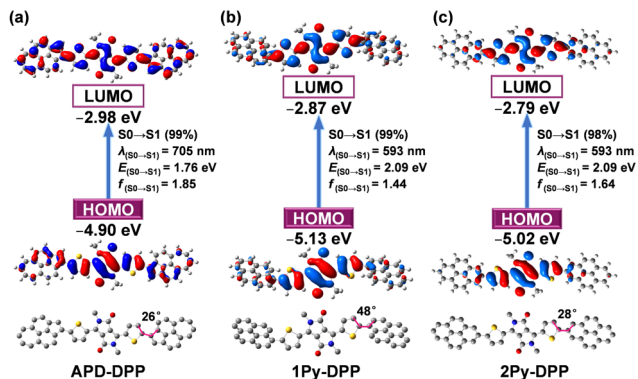 (a)
LUMO
−2.98 eV
S0→S1 (99%)
λ(S0→S1) = 705 nm
E(S0→S1) = 1.76 eV
f(S0→S1) = 1.85
HOMO
−4.90 eV
26°
APD-DPP
(b)
LUMO
−2.87 eV
S0→S1 (99%)
λ(S0→S1) = 593 nm
E(S0→S1) = 2.09 eV
f(S0→S1) = 1.44
HOMO
−5.13 eV
48°
1Py-DPP
(c)
LUMO
−2.79 eV
S0→S1 (98%)
λ(S0→S1) = 593 nm
E(S0→S1) = 2.09 eV
f(S0→S1) = 1.64
HOMO
−5.02 eV
28°
2Py-DPP